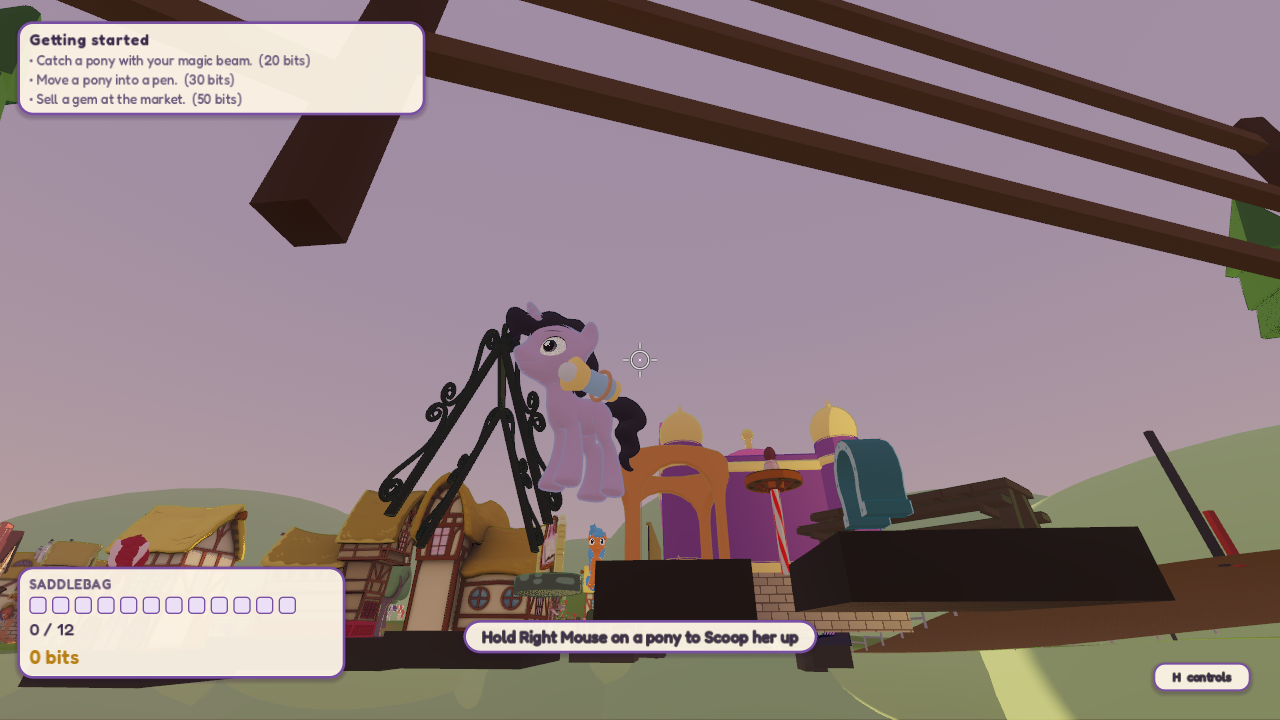 Getting started
• Catch a pony with your magic beam. (20 bits)
• Move a pony into a pen. (30 bits)
• Sell a gem at the market. (50 bits)
SADDLEBAG
0 / 12
0 bits
Hold Right Mouse on a pony to Scoop her up
H controls